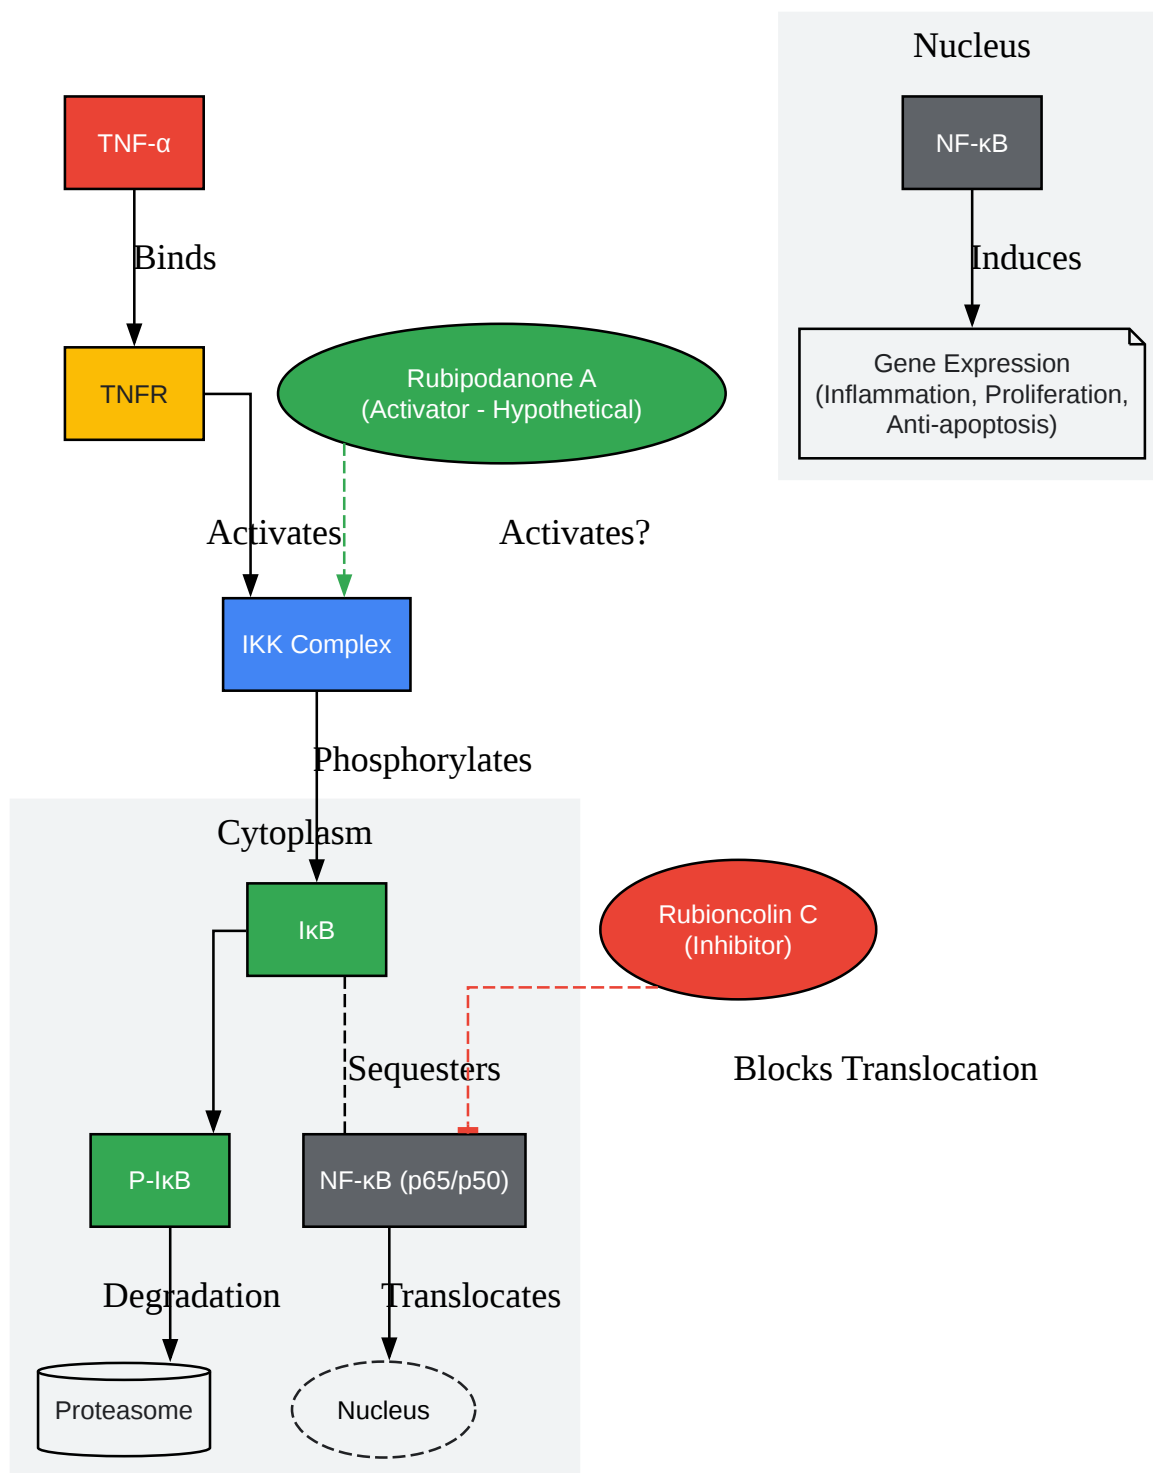 Nucleus
TNF-α
NF-κB
Binds
Induces
TNFR
Rubipodanone A
(Activator - Hypothetical)
Gene Expression
(Inflammation, Proliferation,
Anti-apoptosis)
Activates
Activates?
IKK Complex
Phosphorylates
Cytoplasm
IκB
Rubioncolin C
(Inhibitor)
Sequesters
Blocks Translocation
P-IκB
NF-κB (p65/p50)
Degradation
Translocates
Proteasome
Nucleus